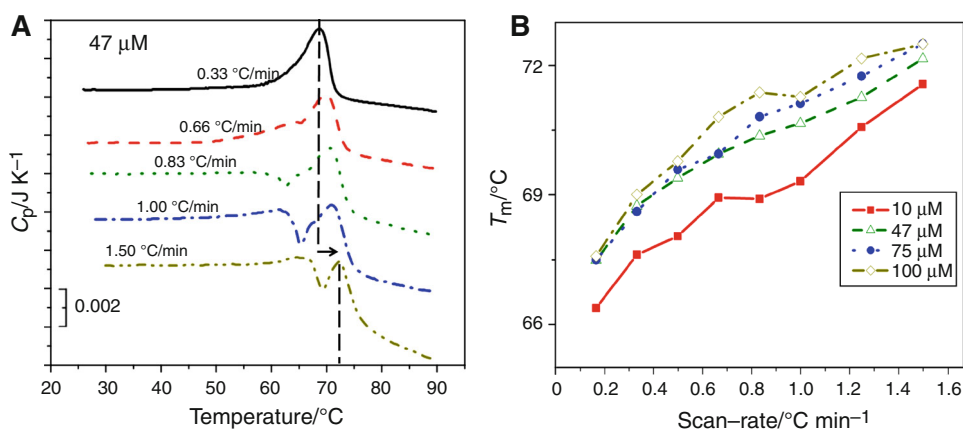 A
47 μM
0.33 °C/min
0.66 °C/min
0.83 °C/min
1.00 °C/min
1.50 °C/min
0.002
Cp/J K−1
20 30 40 50 60 70 80 90
Temperature/°C
B
72
69
66
Tm/°C
10 μM
47 μM
75 μM
100 μM
0.0 0.2 0.4 0.6 0.8 1.0 1.2 1.4 1.6
Scan–rate/°C min−1